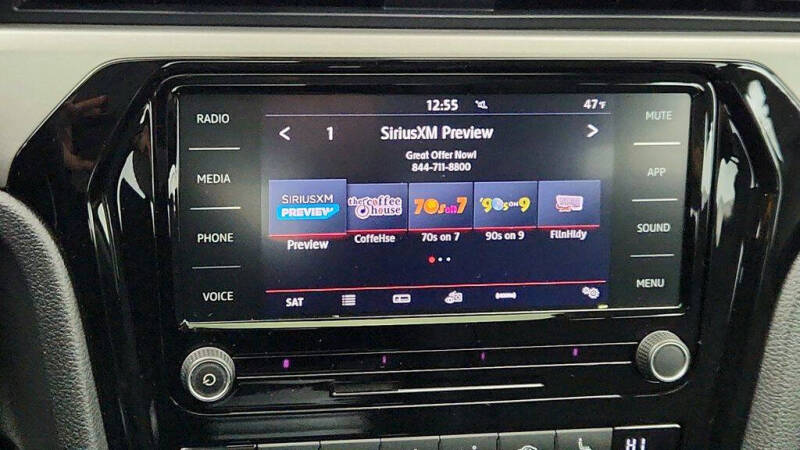 12:55 47°F
RADIO
MUTE
< 1 SiriusXM Preview >
Great Offer Now!
844-711-8800
MEDIA
APP
SIRIUSXM
PREVIEW
the coffee
house
70s on 7
'90s ON 9
Preview CoffeHse 70s on 7 90s on 9 FlInHldy
PHONE
SOUND
VOICE
MENU
SAT
HI